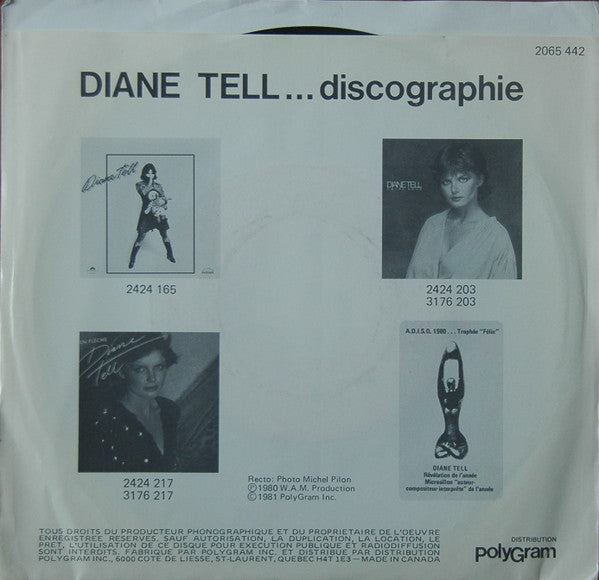 2065 442
DIANE TELL... discographie
Diane Tell
2424 165
DIANE TELL
2424 203
3176 203
EN FLÈCHE
Diane
Tell
2424 217
3176 217
A.D.I.S.Q. 1980 . . . Trophée "Félix"
DIANE TELL
Révélation de l'année
Microsillon "auteur-
compositeur-interprète" de l'année
Recto: Photo Michel Pilon
Ⓟ1980 W.A.M. Production
©1981 PolyGram Inc.
TOUS DROITS DU PRODUCTEUR PHONOGRAPHIQUE ET DU PROPRIETAIRE DE L'OEUVRE
ENREGISTREE RESERVES. SAUF AUTORISATION, LA DUPLICATION, LA LOCATION, LE
PRET, L'UTILISATION DE CE DISQUE POUR EXECUTION PUBLIQUE ET RADIODIFFUSION
SONT INTERDITS. FABRIQUE PAR POLYGRAM INC. ET DISTRIBUE PAR DISTRIBUTION
POLYGRAM INC., 6000 COTE DE LIESSE, ST-LAURENT, QUEBEC H4T 1E3 — MADE IN CANADA
DISTRIBUTION
polyGram